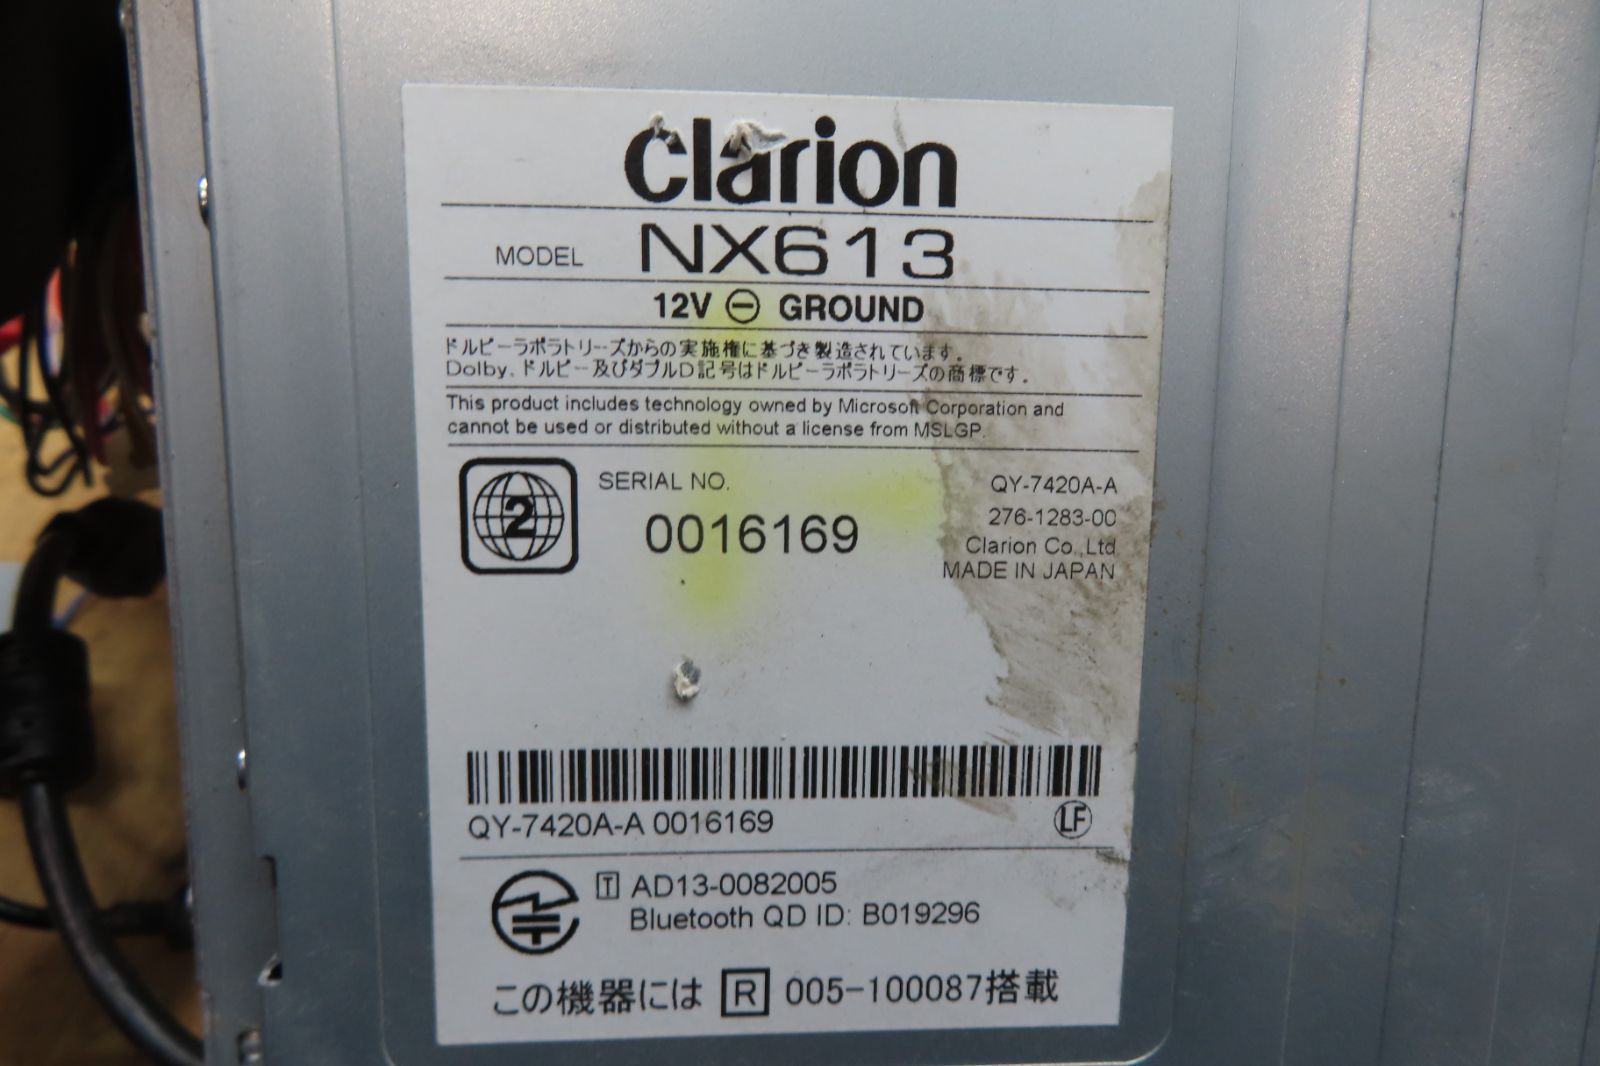 Clarion
MODEL NX613
12V ⊖ GROUND
ドルビーラボラトリーズからの実施権に基づき製造されています。
Dolby、ドルビー及びダブルD記号はドルビーラボラトリーズの商標です。
This product includes technology owned by Microsoft Corporation and
cannot be used or distributed without a license from MSLGP.
2
SERIAL NO.
0016169
QY-7420A-A
276-1283-00
Clarion Co.,Ltd
MADE IN JAPAN
QY-7420A-A 0016169
LF
T AD13-0082005
Bluetooth QD ID: B019296
この機器には R 005-100087搭載